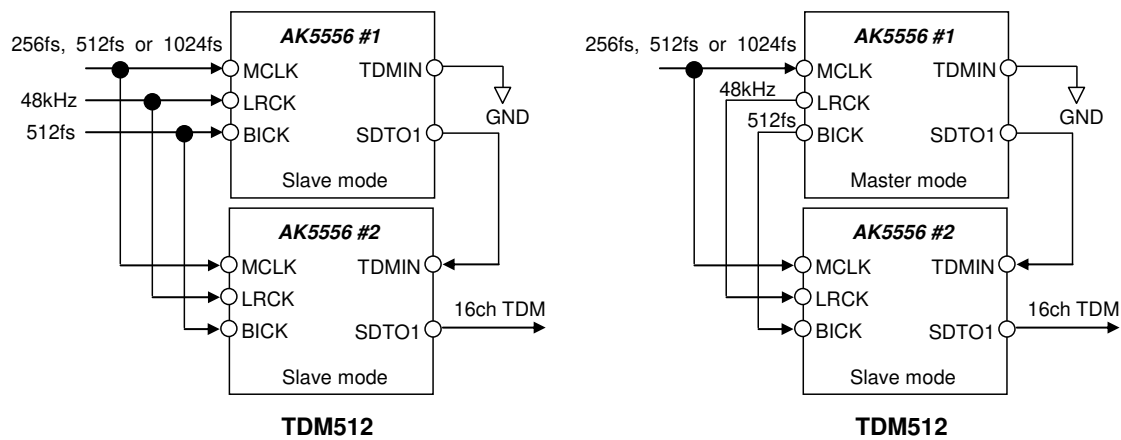 AK5556 #1
256fs, 512fs or 1024fs
MCLK
TDMIN
48kHz
LRCK
GND
512fs
BICK
SDTO1
Slave mode
AK5556 #2
MCLK
TDMIN
LRCK
16ch TDM
BICK
SDTO1
Slave mode
TDM512
AK5556 #1
256fs, 512fs or 1024fs
MCLK
TDMIN
48kHz
LRCK
GND
512fs
BICK
SDTO1
Master mode
AK5556 #2
MCLK
TDMIN
LRCK
16ch TDM
BICK
SDTO1
Slave mode
TDM512